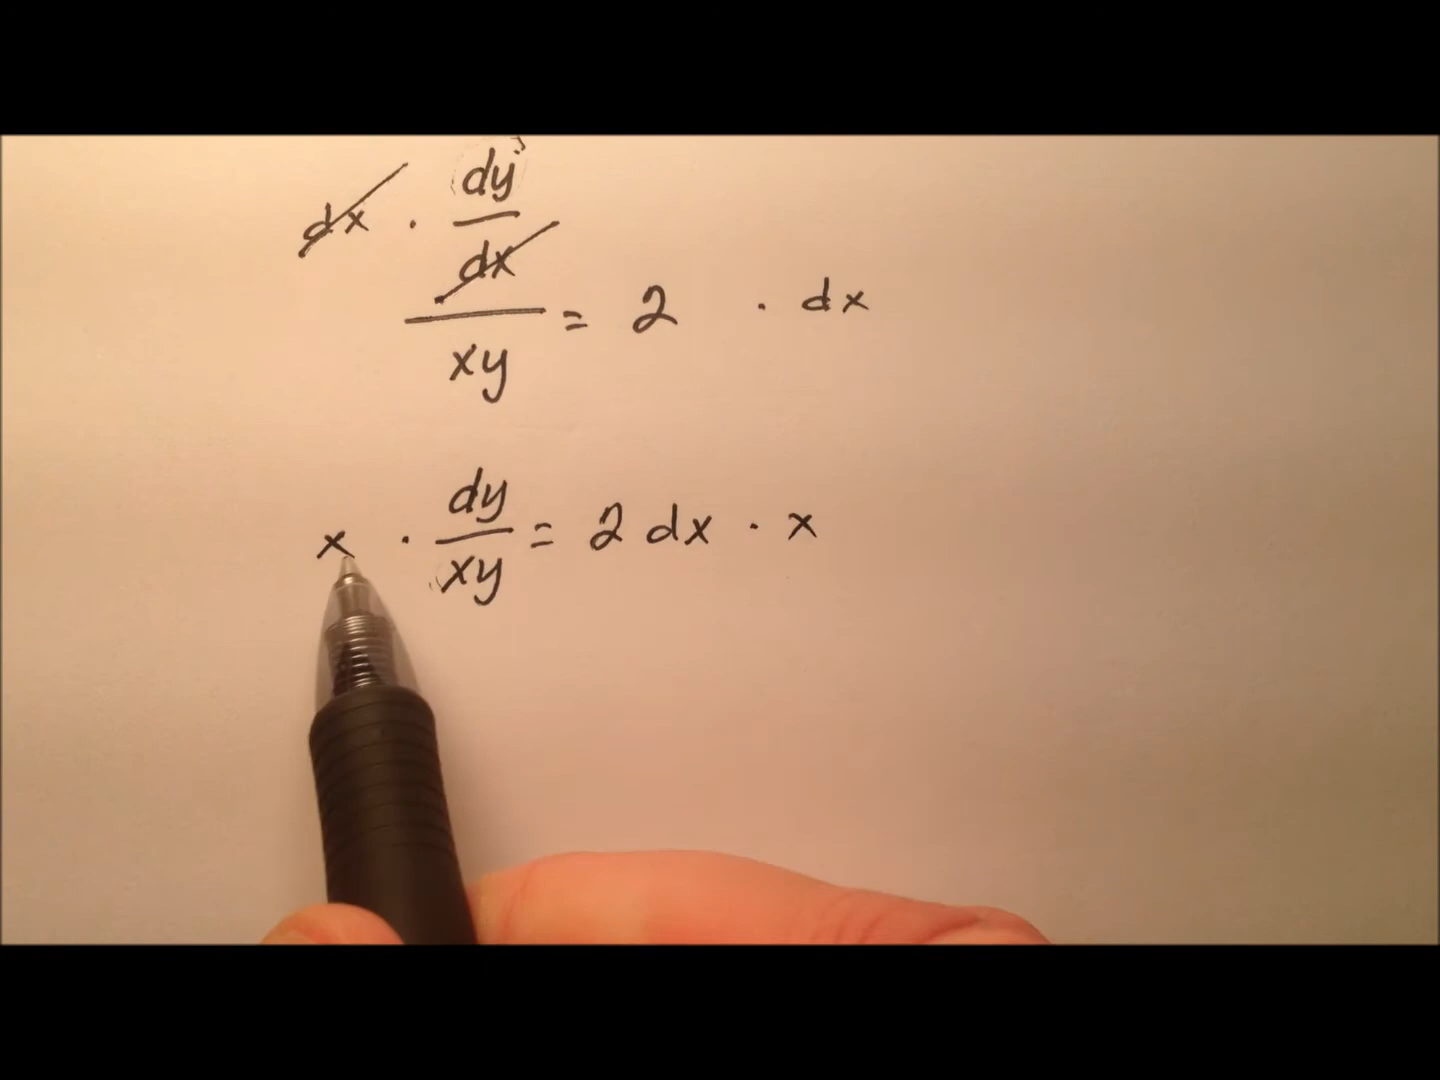 dx · dy
dx
xy = 2 · dx
x · dy
xy = 2 dx · x